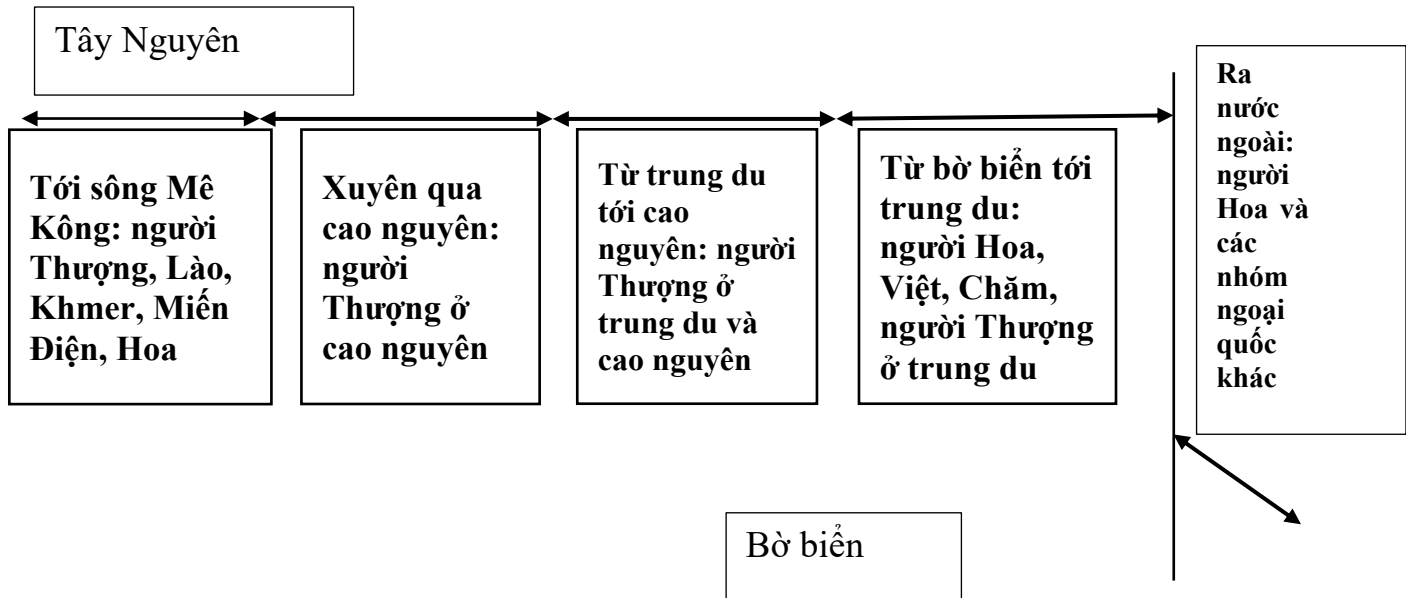 Tây Nguyên
Tới sông Mê
Kông: người
Thượng, Lào,
Khmer, Miến
Điện, Hoa
Xuyên qua
cao nguyên:
người
Thượng ở
cao nguyên
Từ trung du
tới cao
nguyên: người
Thượng ở
trung du và
cao nguyên
Từ bờ biển tới
trung du:
người Hoa,
Việt, Chăm,
người Thượng
ở trung du
Ra
nước
ngoài:
người
Hoa và
các
nhóm
ngoại
quốc
khác
Bờ biển